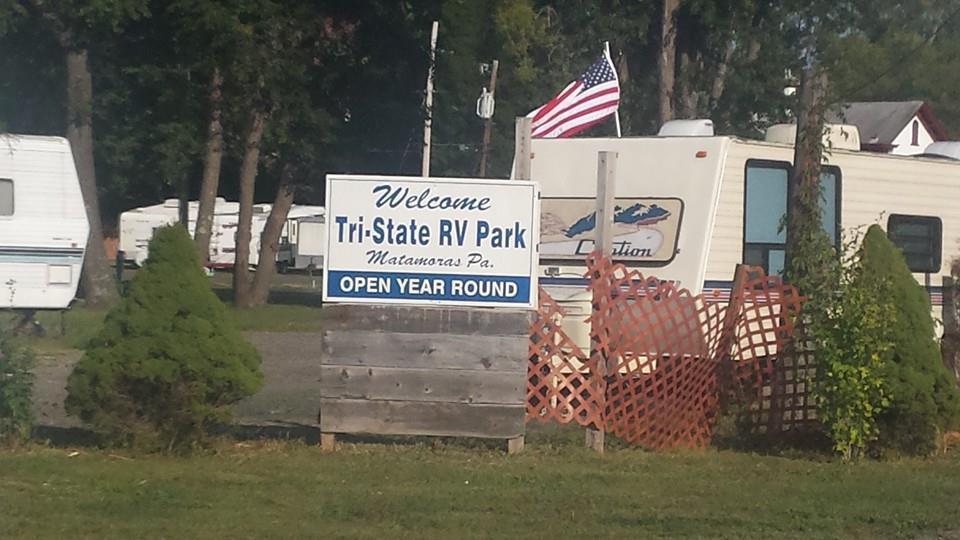 Welcome
Tri-State RV Park
Matamoras Pa.
OPEN YEAR ROUND